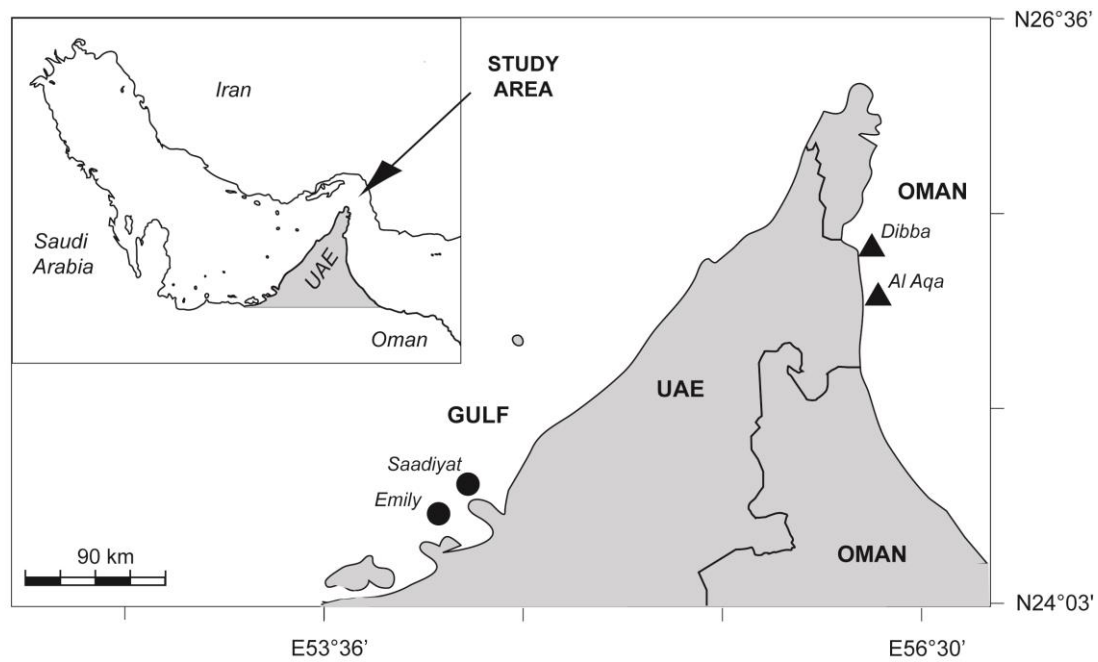 N26°36'
STUDY
AREA
Iran
Saudi
Arabia
UAE
Oman
OMAN
Dibba
Al Aqa
UAE
GULF
Saadiyat
Emily
90 km
OMAN
N24°03'
E53°36'
E56°30'